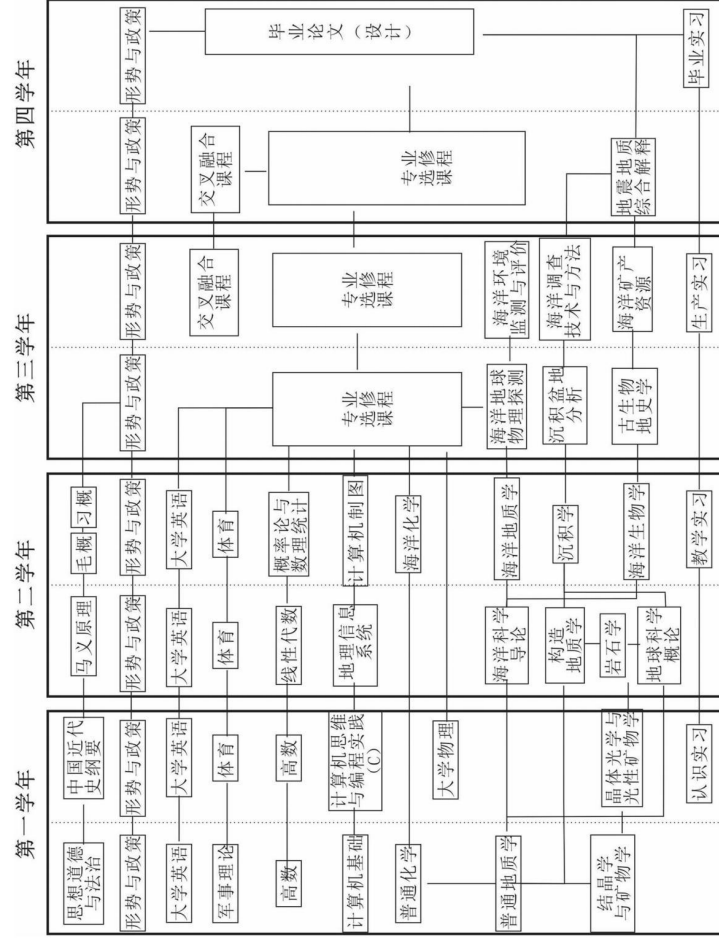 第一学年
思想道德
与法治
中国近代
史纲要
形势与政策
形势与政策
大学英语
大学英语
军事理论
体育
高数
高数
计算机基础
计算机思维
与编程实践
(C)
普通化学
大学物理
普通地质学
结晶学
与矿物学
晶体光学与
光性矿物学
认识实习
第二学年
马义原理
毛概
习概
形势与政策
形势与政策
大学英语
大学英语
体育
体育
线性代数
概率论与
数理统计
地理信息
系统
计算机制图
海洋化学
海洋科学
导论
海洋地质学
构造
地质学
沉积学
岩石学
地球科学
概论
海洋生物学
教学实习
第三学年
形势与政策
形势与政策
交叉融合
课程
专业
选修
课程
专业
选修
课程
海洋地球
物理探测
海洋环境
监测与评价
沉积盆地
分析
海洋调查
技术与方法
古生物
地史学
海洋矿产
资源
生产实习
第四学年
形势与政策
形势与政策
交叉融合
课程
专业
选修
课程
毕业论文（设计）
地震地质
综合解释
毕业实习